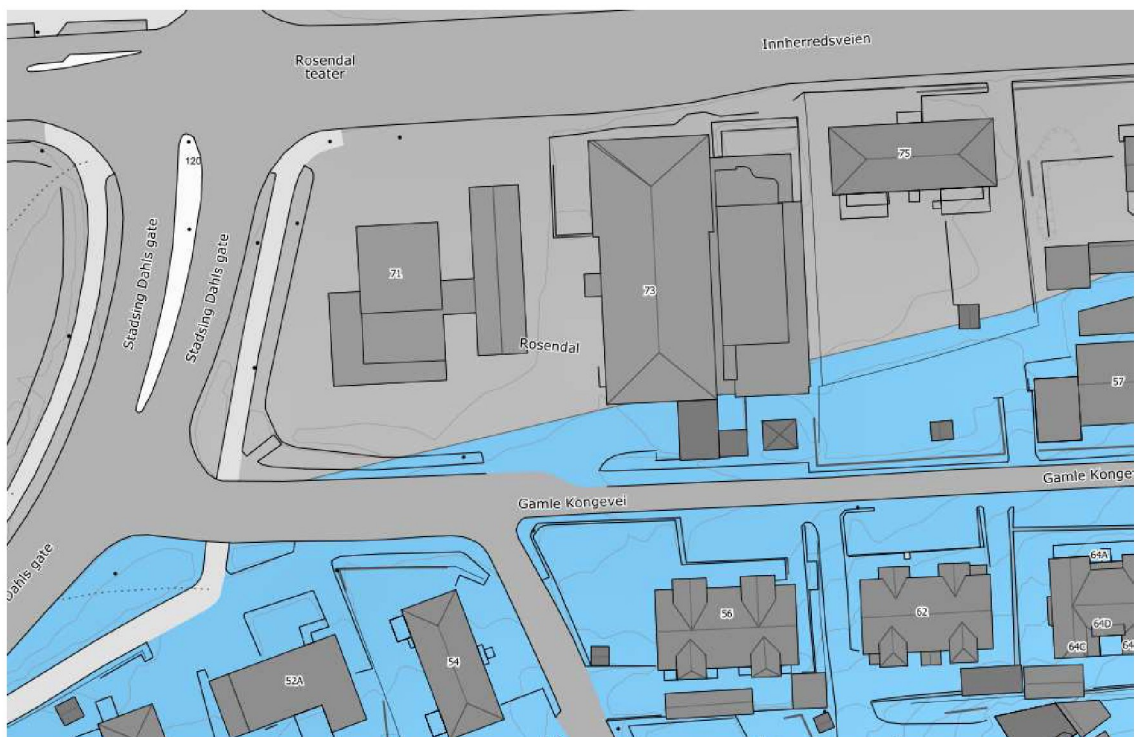 Innherredsveien
Rosendal
teater
120
75
71
73
Stadsing Dahls gate
Stadsing Dahls gate
Rosendal
57
Gamle Kongevei
Gamle Kongev
Dahls gate
64A
56
62
64D
64C
54
52A